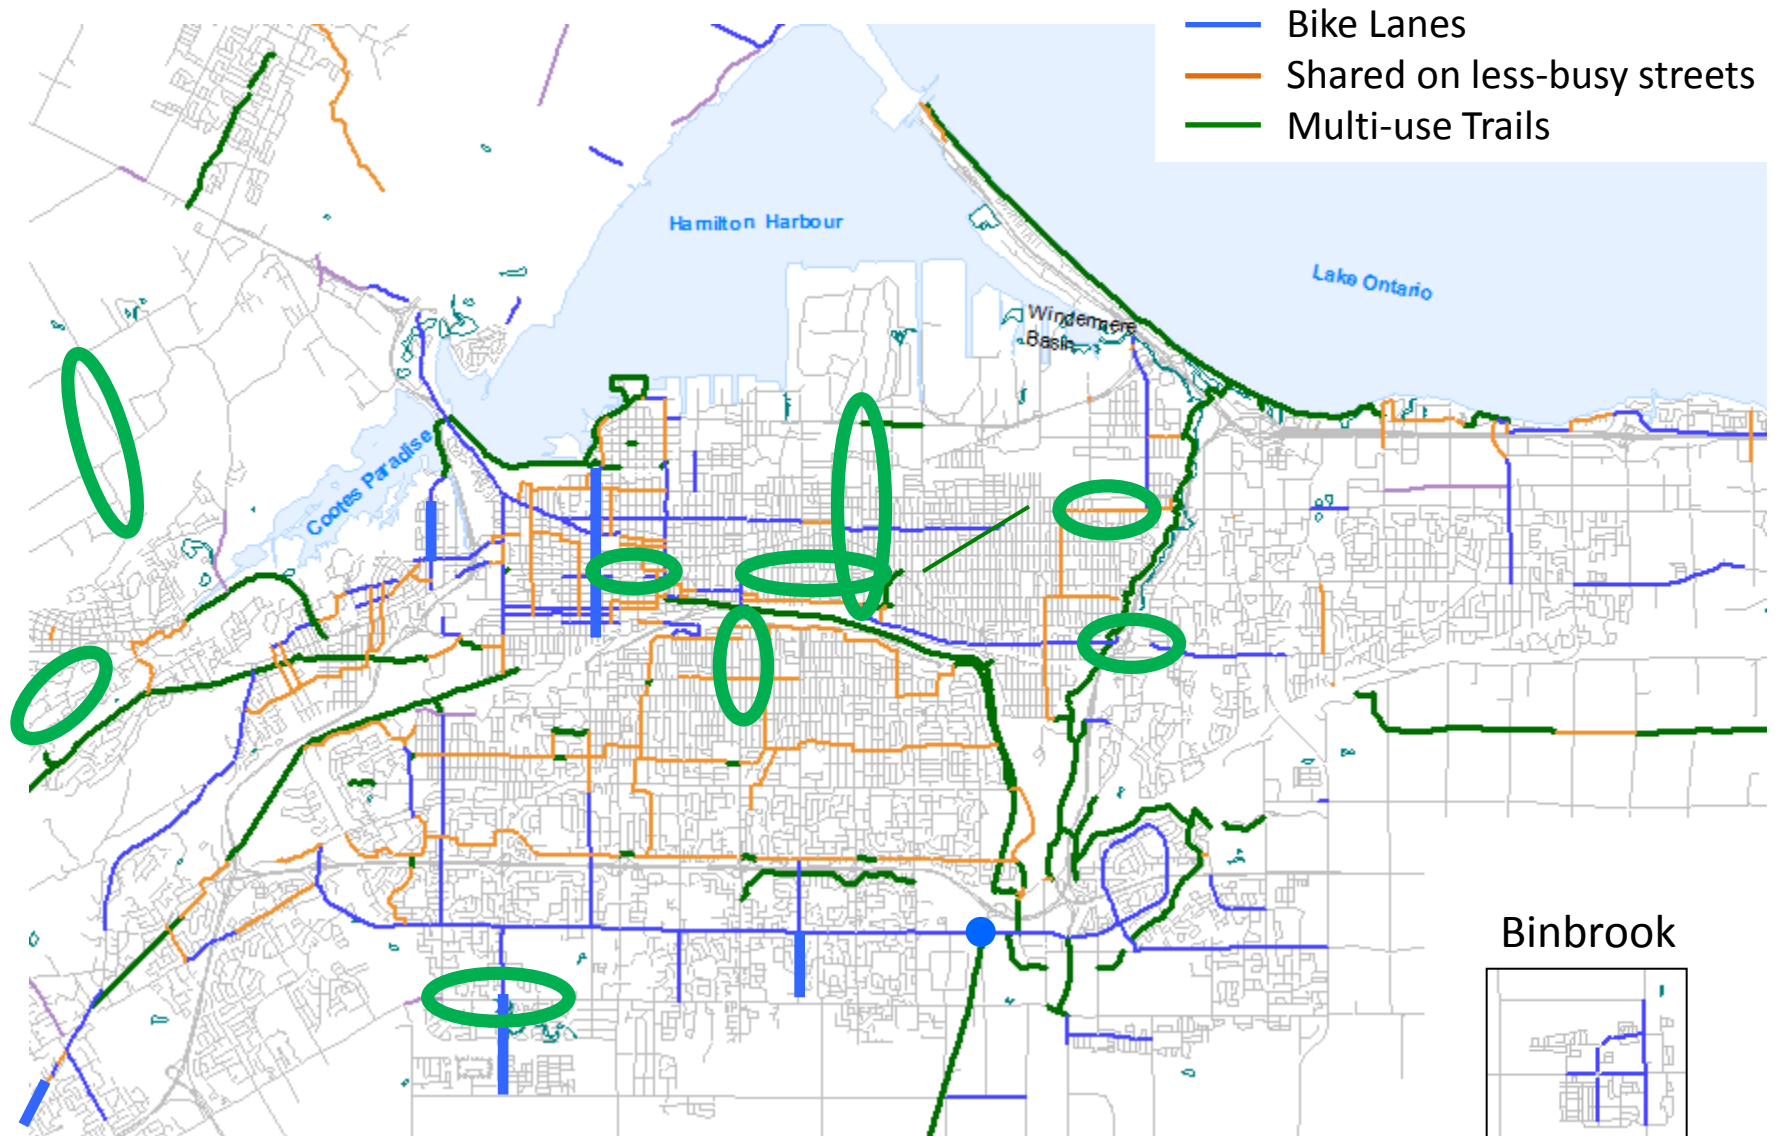 Bike Lanes
Shared on less-busy streets
Multi-use Trails
Hamilton Harbour
Lake Ontario
Windermere
Basin
Cootes Paradise
Binbrook